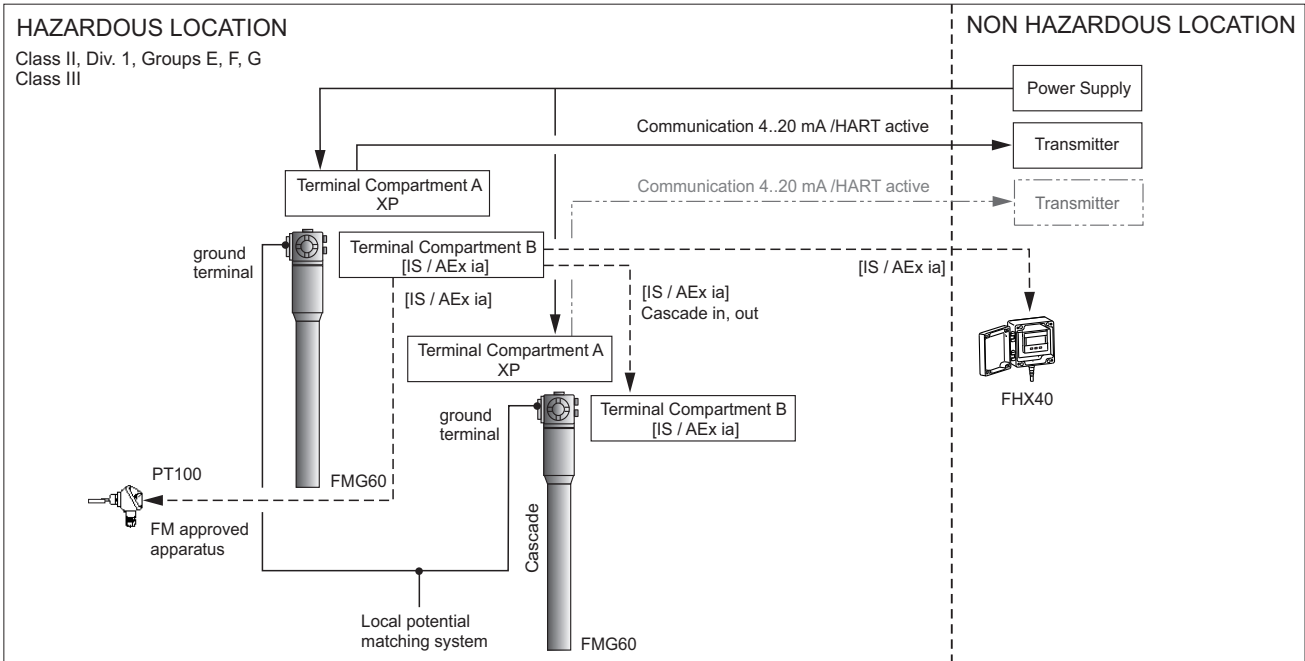 HAZARDOUS LOCATION
Class II, Div. 1, Groups E, F, G
Class III
NON HAZARDOUS LOCATION
Power Supply
Communication 4..20 mA /HART active
Transmitter
Terminal Compartment A
XP
Communication 4..20 mA /HART active
Transmitter
ground
terminal
Terminal Compartment B
[IS / AEx ia]
[IS / AEx ia]
[IS / AEx ia]
[IS / AEx ia]
Cascade in, out
Terminal Compartment A
XP
FHX40
ground
terminal
Terminal Compartment B
[IS / AEx ia]
PT100
FMG60
FM approved
apparatus
Cascade
Local potential
matching system
FMG60